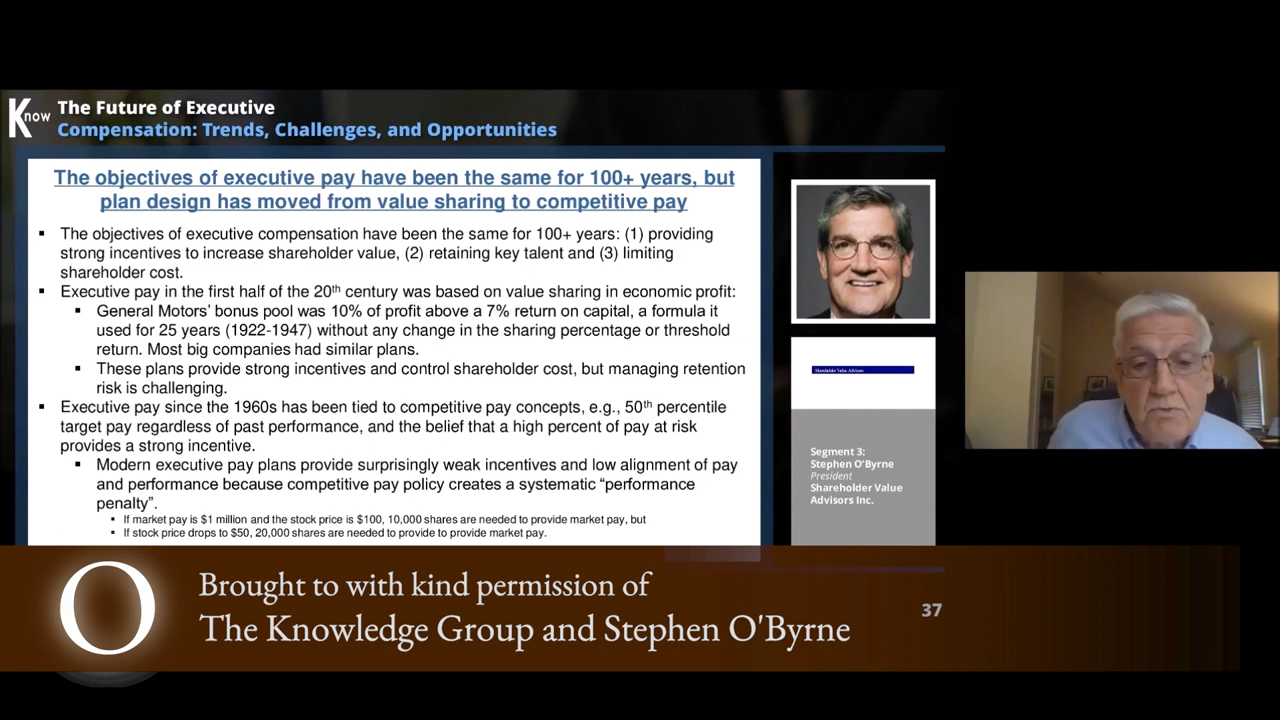 Know
The Future of Executive
Compensation: Trends, Challenges, and Opportunities
The objectives of executive pay have been the same for 100+ years, but
plan design has moved from value sharing to competitive pay
▪ The objectives of executive compensation have been the same for 100+ years: (1) providing
strong incentives to increase shareholder value, (2) retaining key talent and (3) limiting
shareholder cost.
▪ Executive pay in the first half of the 20th century was based on value sharing in economic profit:
▪ General Motors' bonus pool was 10% of profit above a 7% return on capital, a formula it
used for 25 years (1922-1947) without any change in the sharing percentage or threshold
return. Most big companies had similar plans.
▪ These plans provide strong incentives and control shareholder cost, but managing retention
risk is challenging.
▪ Executive pay since the 1960s has been tied to competitive pay concepts, e.g., 50th percentile
target pay regardless of past performance, and the belief that a high percent of pay at risk
provides a strong incentive.
▪ Modern executive pay plans provide surprisingly weak incentives and low alignment of pay
and performance because competitive pay policy creates a systematic “performance
penalty”.
▪ If market pay is $1 million and the stock price is $100, 10,000 shares are needed to provide market pay, but
▪ If stock price drops to $50, 20,000 shares are needed to provide to provide market pay.
Shareholder Value Advisors
Segment 3:
Stephen O'Byrne
President
Shareholder Value
Advisors Inc.
O
Brought to with kind permission of
The Knowledge Group and Stephen O'Byrne
37